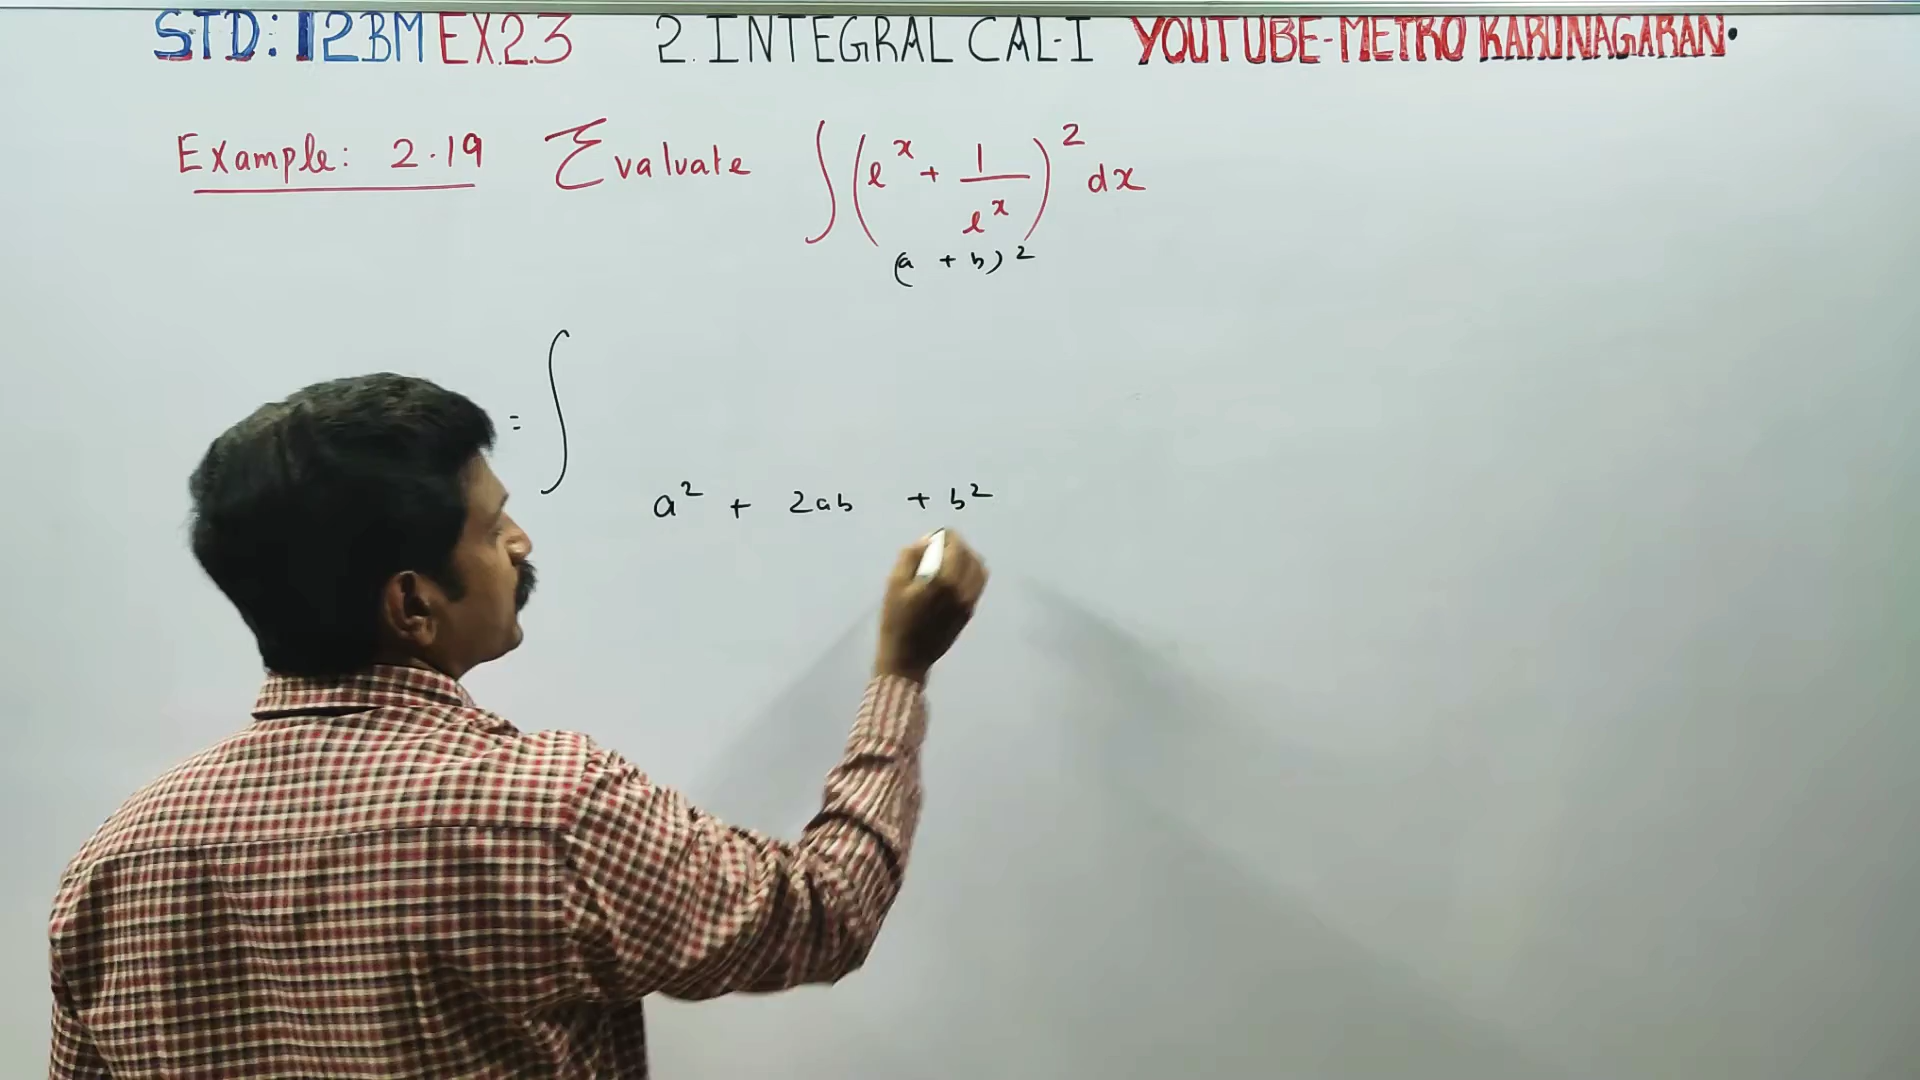 STD: 12BM EX2.3 2. INTEGRAL CAL-I YOUTUBE-METRO KARUNAGARAN.
Example: 2.19 Evaluate ∫(e^x + 1/e^x)^2 dx
(a + b)^2
= ∫
a^2 + 2ab + b^2